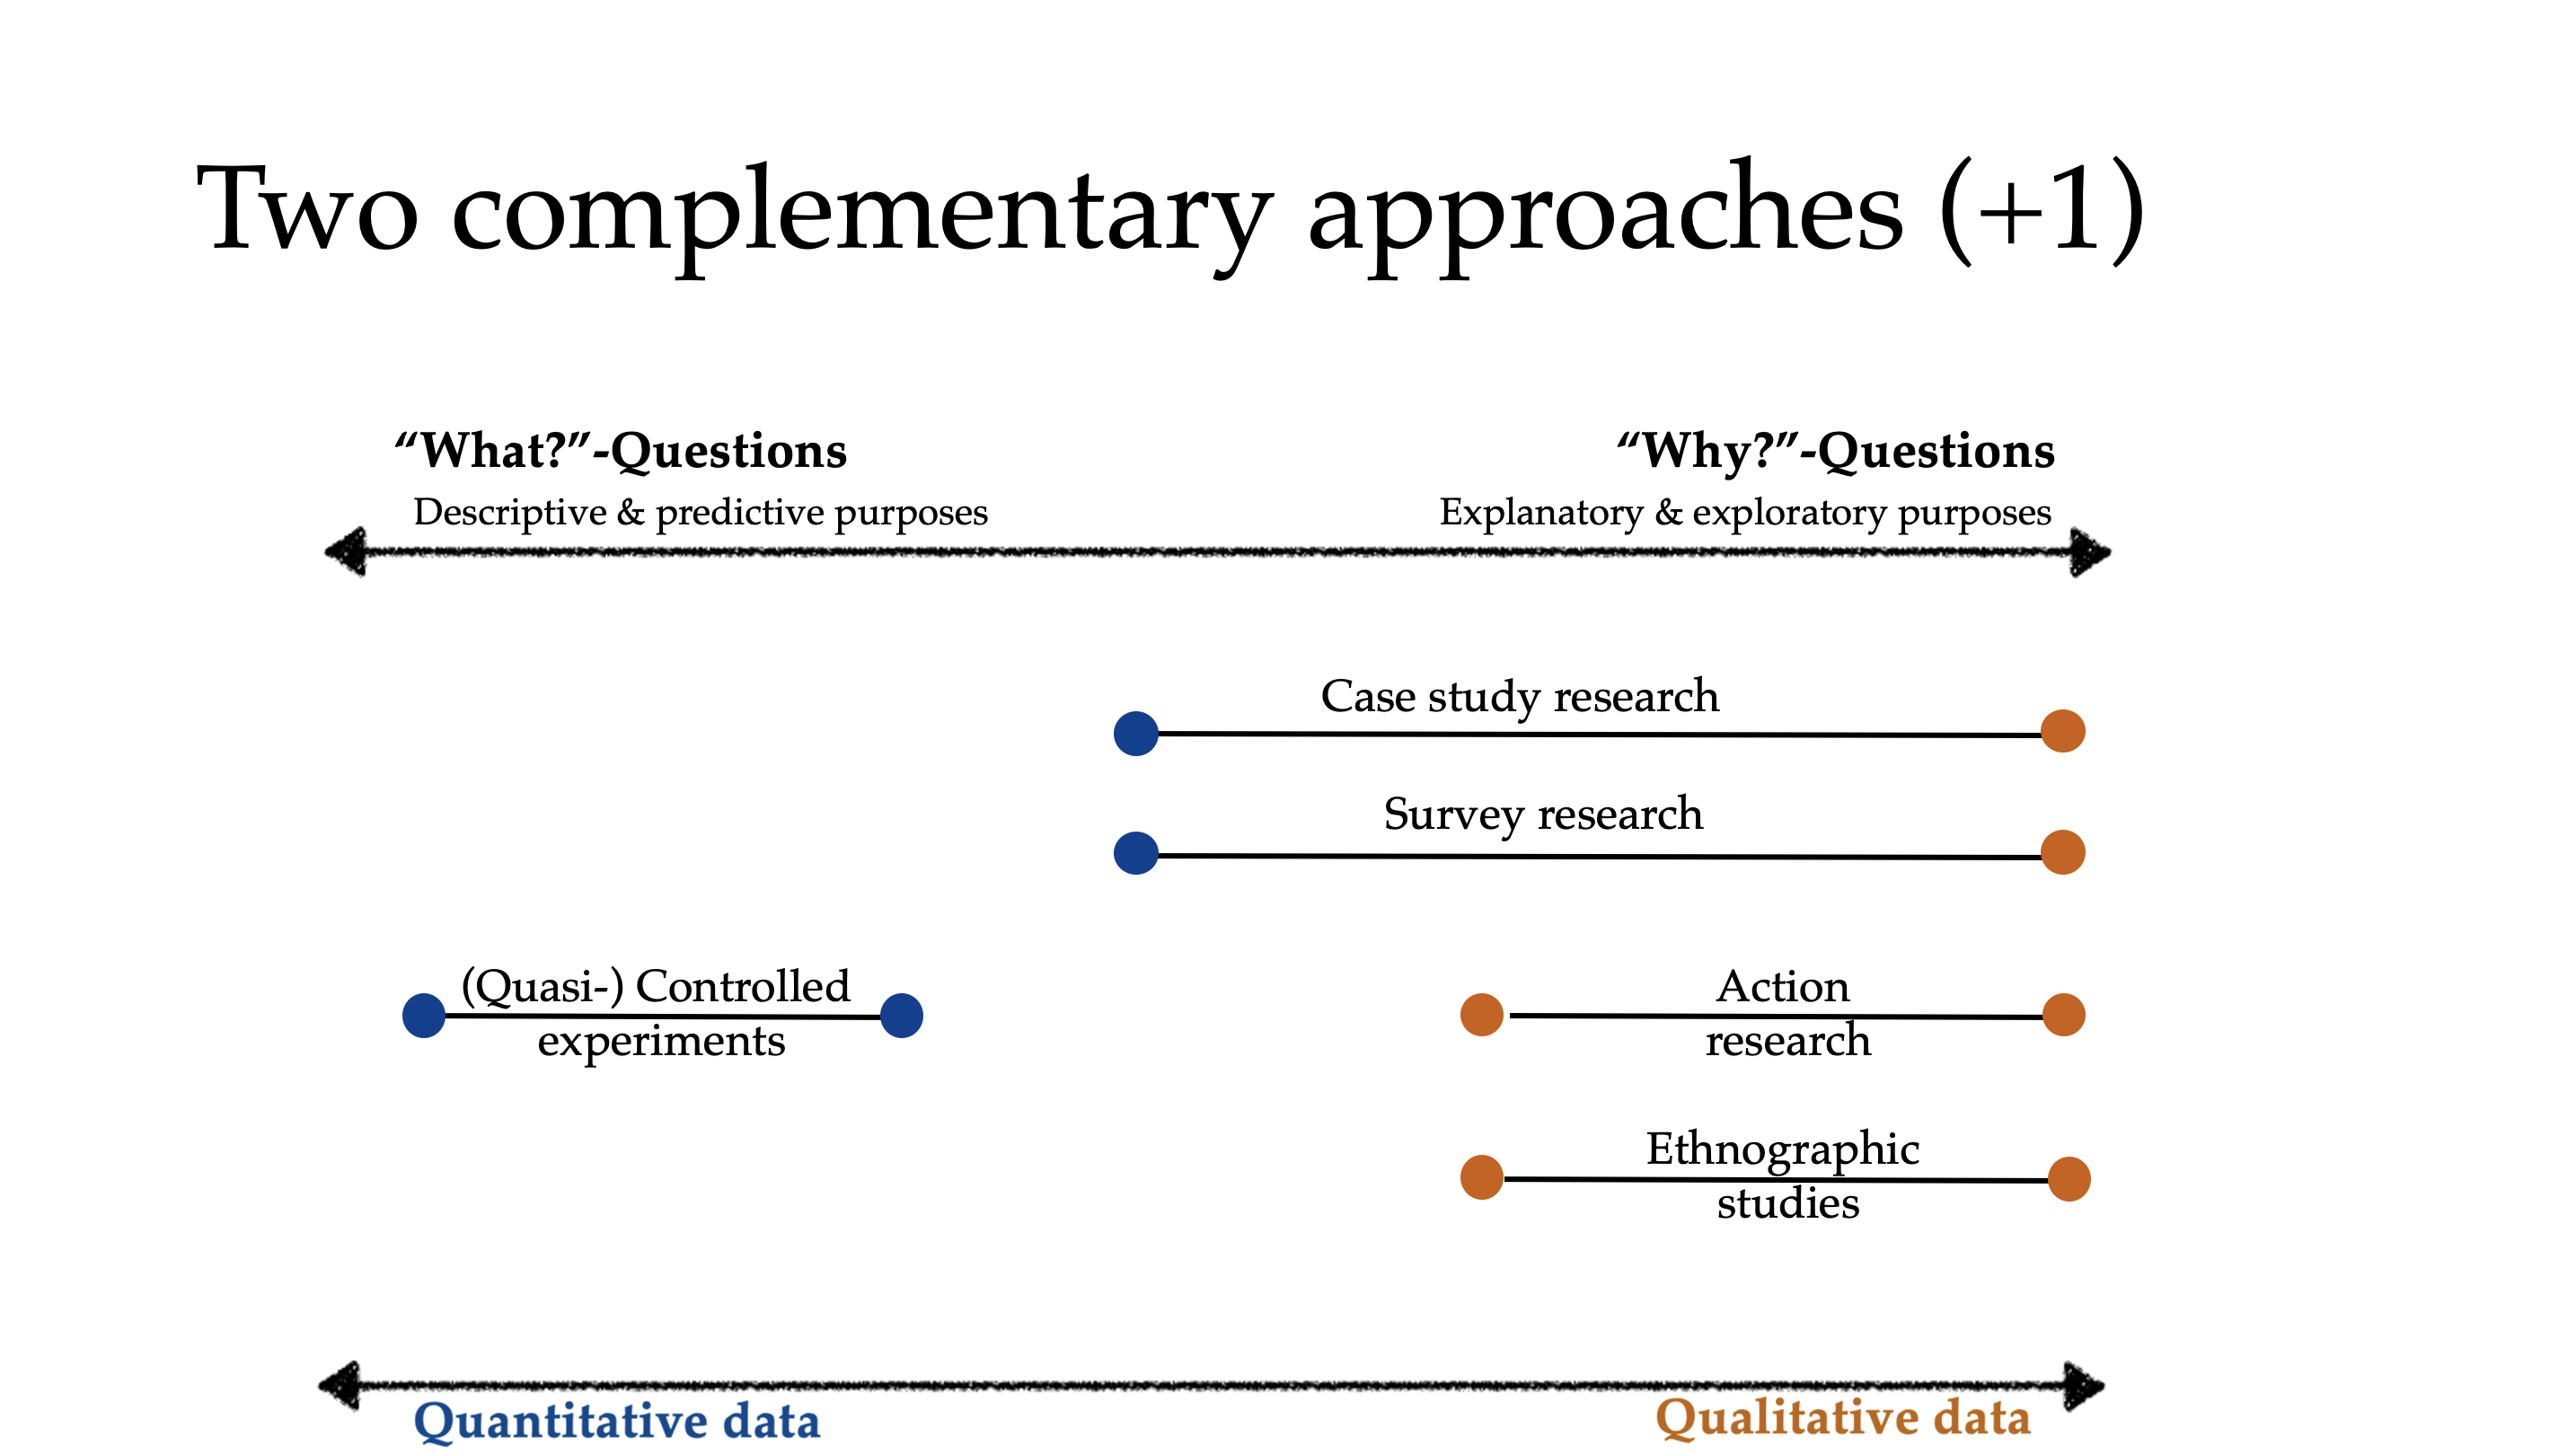 Two complementary approaches (+1)
“What?”-Questions
Descriptive & predictive purposes
“Why?”-Questions
Explanatory & exploratory purposes
Case study research
Survey research
(Quasi-) Controlled
experiments
Action
research
Ethnographic
studies
Quantitative data
Qualitative data